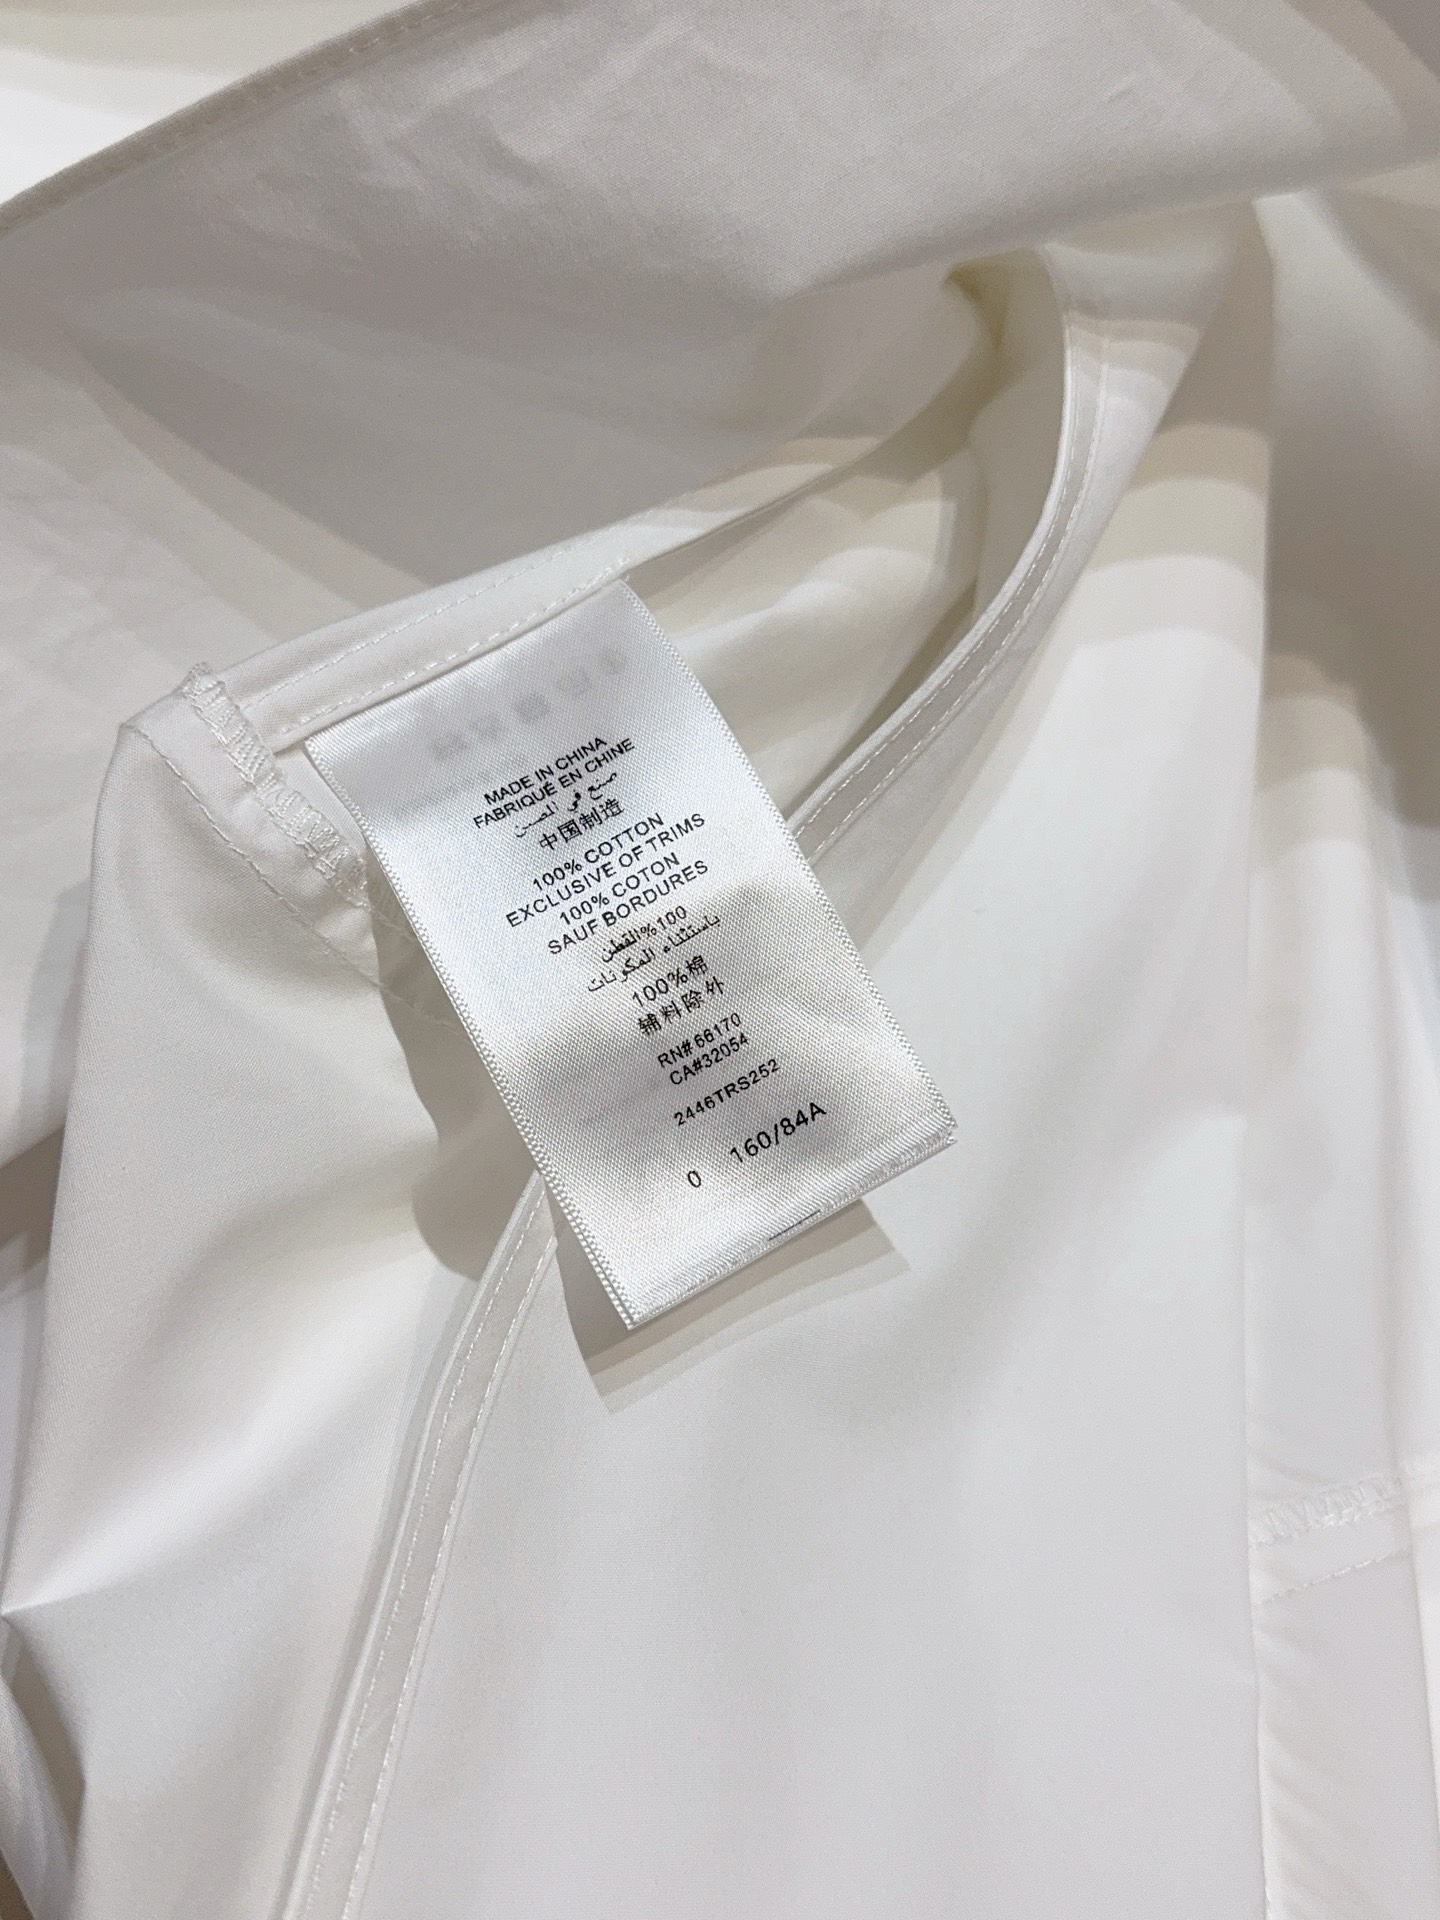 MADE IN CHINA
FABRIQUÉ EN CHINE
صنع في الصين
中国制造
100% COTTON
EXCLUSIVE OF TRIMS
100% COTON
SAUF BORDURES
100%القطن
باستثناء المكونات
100%棉
辅料除外
RN# 66170
CA#32054
2446TRS252
0 160/84A